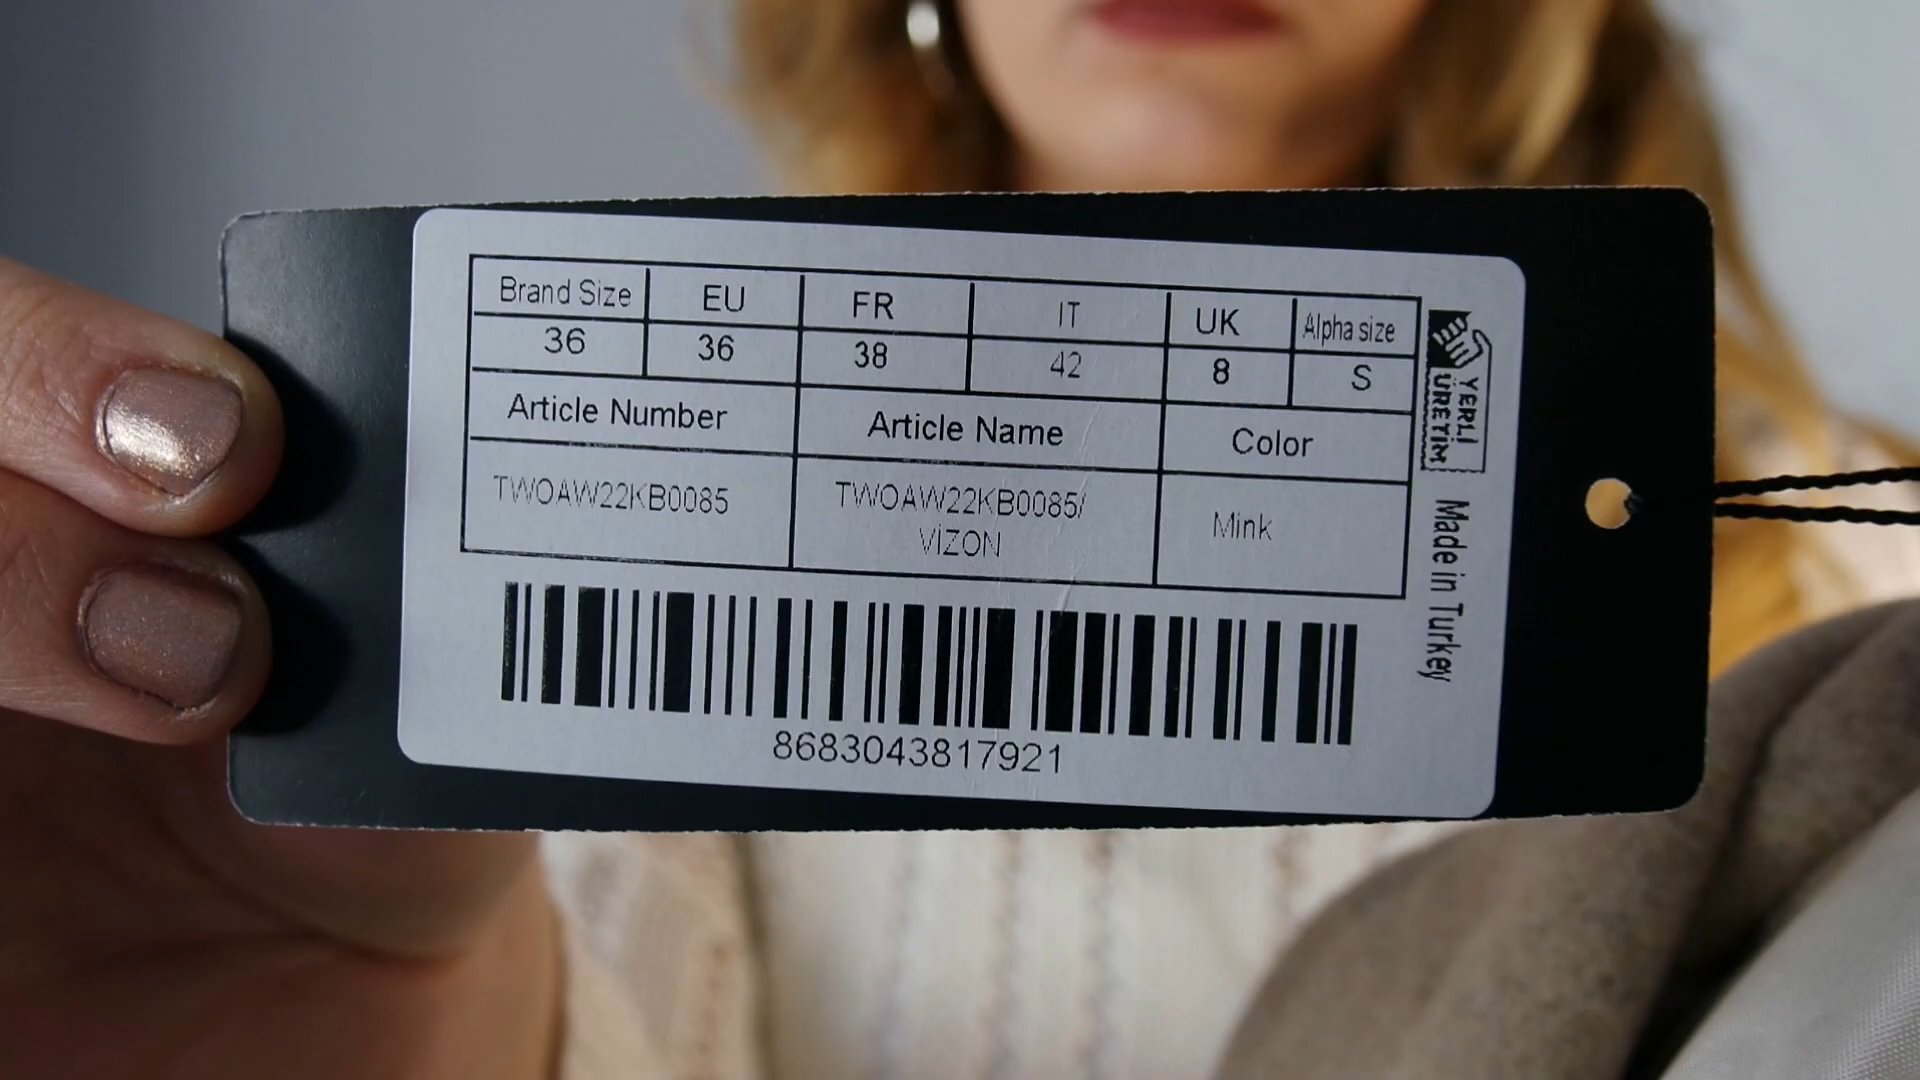 Brand Size EU FR IT UK Alpha size
36 36 38 42 8 S
Article Number Article Name Color
TWOAW22KB0085 TWOAW22KB0085/ Mink
VİZON
8683043817921
YERLİ
ÜRETİM
Made in Turkey